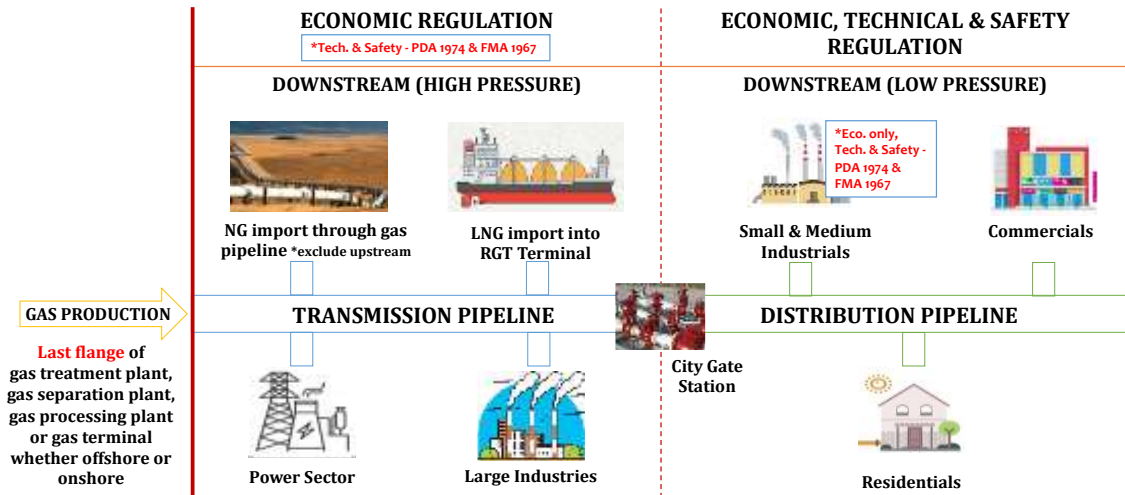 ECONOMIC REGULATION
*Tech. & Safety - PDA 1974 & FMA 1967
ECONOMIC, TECHNICAL & SAFETY
REGULATION
DOWNSTREAM (HIGH PRESSURE)
DOWNSTREAM (LOW PRESSURE)
*Eco. only,
Tech. & Safety -
PDA 1974 &
FMA 1967
NG import through gas
pipeline *exclude upstream
LNG import into
RGT Terminal
Small & Medium
Industrials
Commercials
GAS PRODUCTION
TRANSMISSION PIPELINE
DISTRIBUTION PIPELINE
Last flange of
gas treatment plant,
gas separation plant,
gas processing plant
or gas terminal
whether offshore or
onshore
City Gate
Station
Power Sector
Large Industries
Residentials